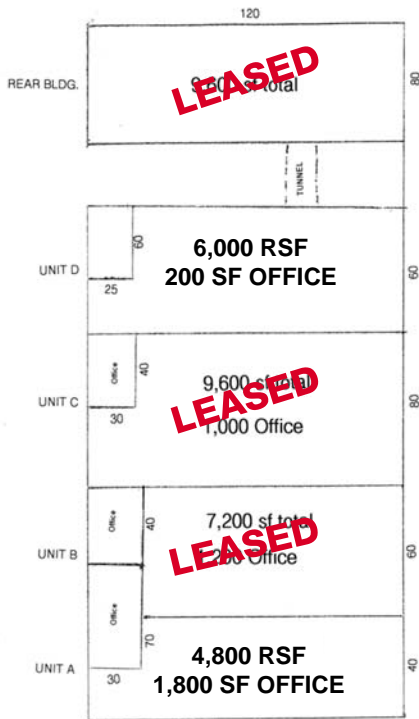 120
REAR BLDG.
9,600 sf total
LEASED
80
TUNNEL
UNIT D
60
25
6,000 RSF
200 SF OFFICE
60
UNIT C
Office
40
30
9,600 sf total
LEASED
1,000 Office
80
UNIT B
Office
40
7,200 sf total
LEASED
Office
60
Office
70
UNIT A
30
4,800 RSF
1,800 SF OFFICE
40